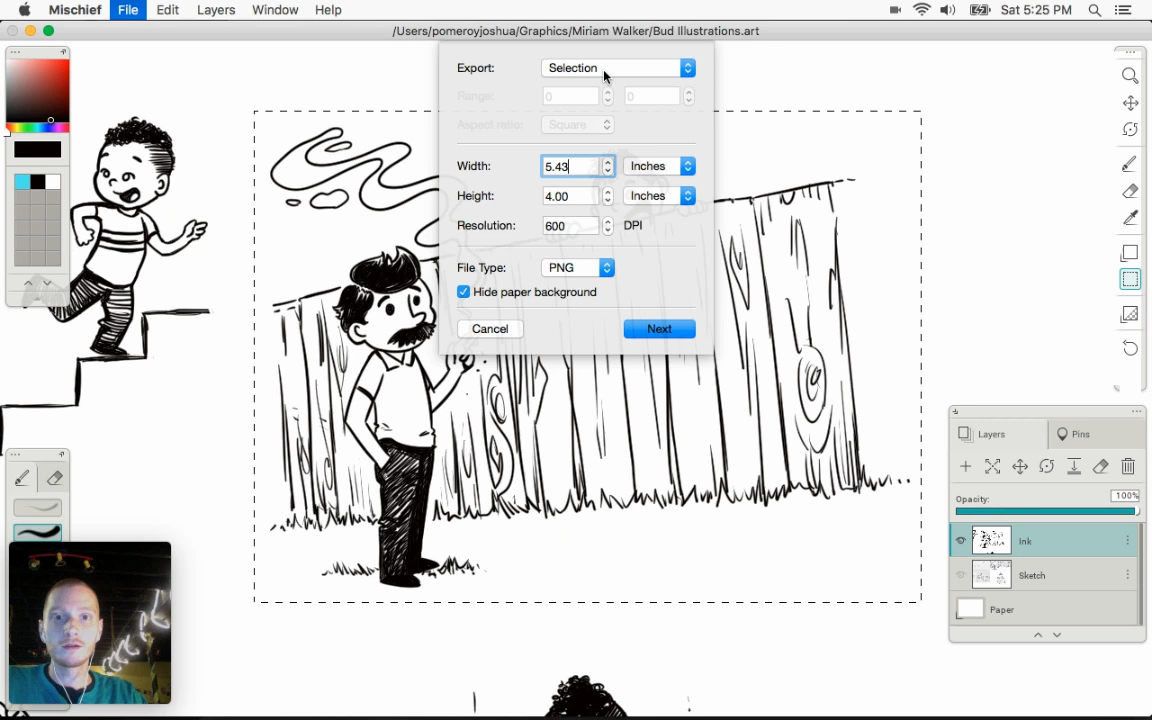 Mischief File Edit Layers Window Help Sat 5:25 PM
/Users/pomeroyjoshua/Graphics/Miriam Walker/Bud Illustrations.art
Export: Selection
Range: 0 0
Aspect ratio: Square
Width: 5.43 Inches
Height: 4.00 Inches
Resolution: 600 DPI
File Type: PNG
Hide paper background
Cancel Next
Layers Pins
Opacity: 100%
Ink
Sketch
Paper